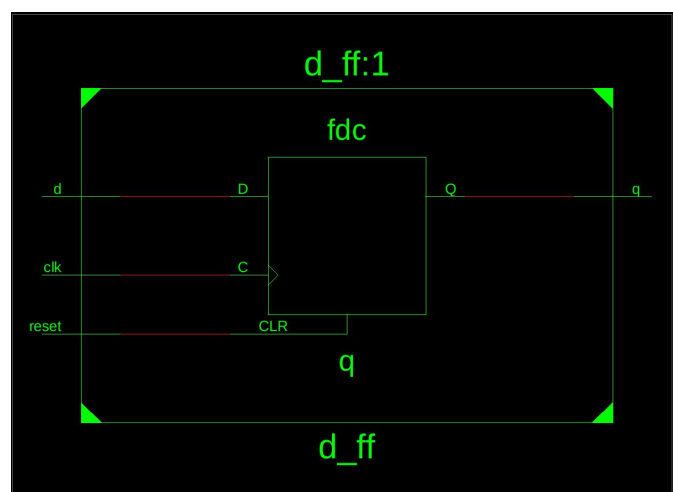 d_ff:1
fdc
d D Q q
clk C
reset CLR
q
d_ff